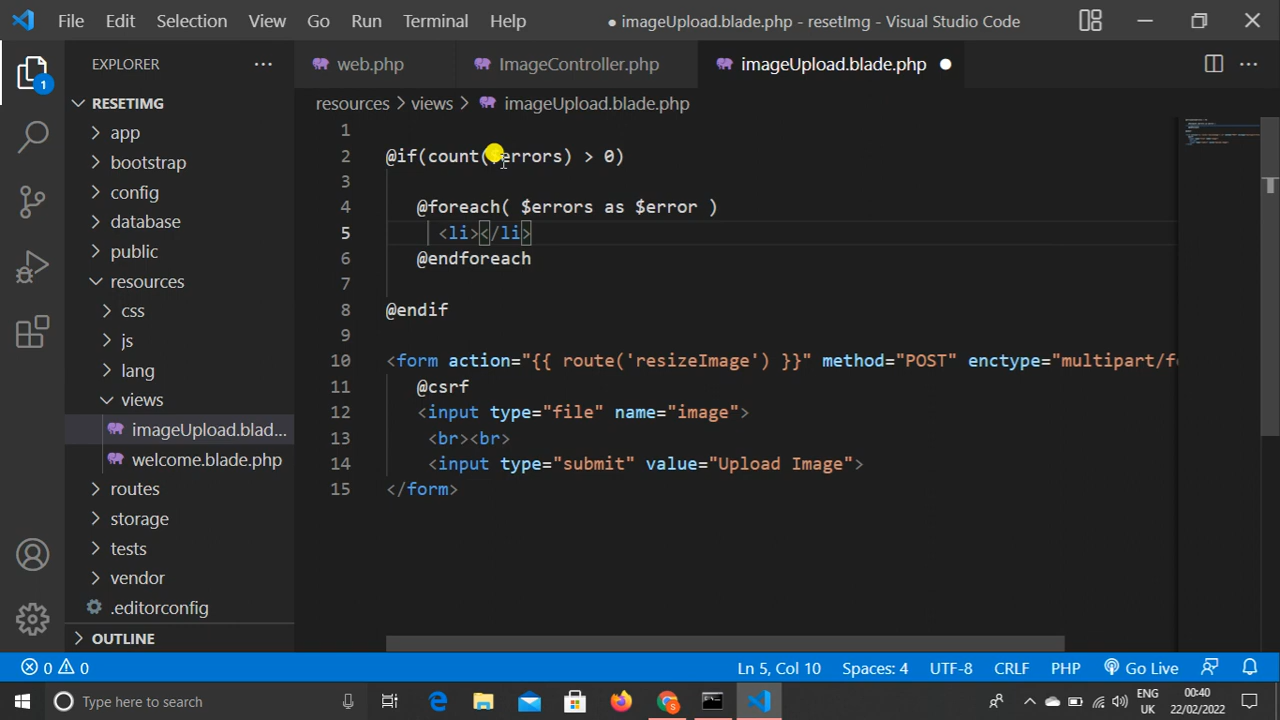 File Edit Selection View Go Run Terminal Help ● imageUpload.blade.php - resetImg - Visual Studio Code
EXPLORER ... web.php ImageController.php imageUpload.blade.php ● ...
RESETIMG resources > views > imageUpload.blade.php
app
bootstrap
config
database
public
resources
css
js
lang
views
imageUpload.blad...
welcome.blade.php
routes
storage
tests
vendor
.editorconfig
OUTLINE
1
1
2 @if(count($errors) > 0)
3
4 @foreach( $errors as $error )
5 <li></li>
6 @endforeach
7
8 @endif
9
10 <form action="{{ route('resizeImage') }}" method="POST" enctype="multipart/fo
11 @csrf
12 <input type="file" name="image">
13 <br><br>
14 <input type="submit" value="Upload Image">
15 </form>
0 0 Ln 5, Col 10 Spaces: 4 UTF-8 CRLF PHP Go Live
Type here to search ENG 00:40
UK 22/02/2022